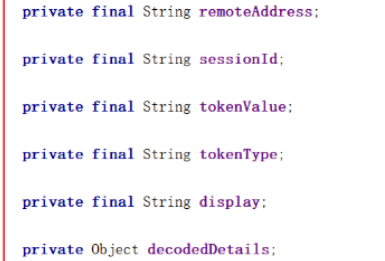 private final String remoteAddress;
private final String sessionId;
private final String tokenValue;
private final String tokenType;
private final String display;
private Object decodedDetails;